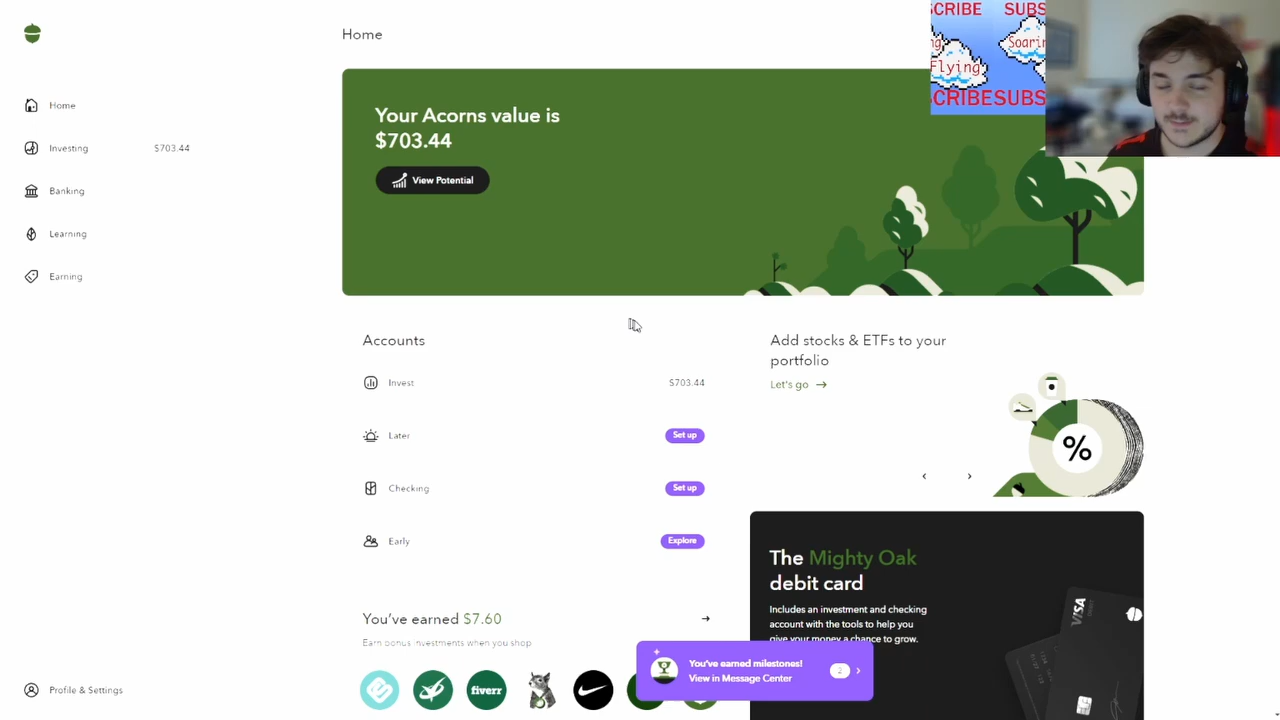 Home
CRIBE SUBS
Soarin
Flying
CRIBESUBS
Your Acorns value is
$703.44
View Potential
Home
Investing $703.44
Banking
Learning
Earning
Accounts
Invest $703.44
Later Set up
Checking Set up
Early Explore
Add stocks & ETFs to your
portfolio
Let's go →
%
The Mighty Oak
debit card
Includes an investment and checking
account with the tools to help you
give your money a chance to grow.
VISA
You've earned $7.60 →
Earn bonus investments when you shop
fiverr
You've earned milestones!
View in Message Center
2
Profile & Settings